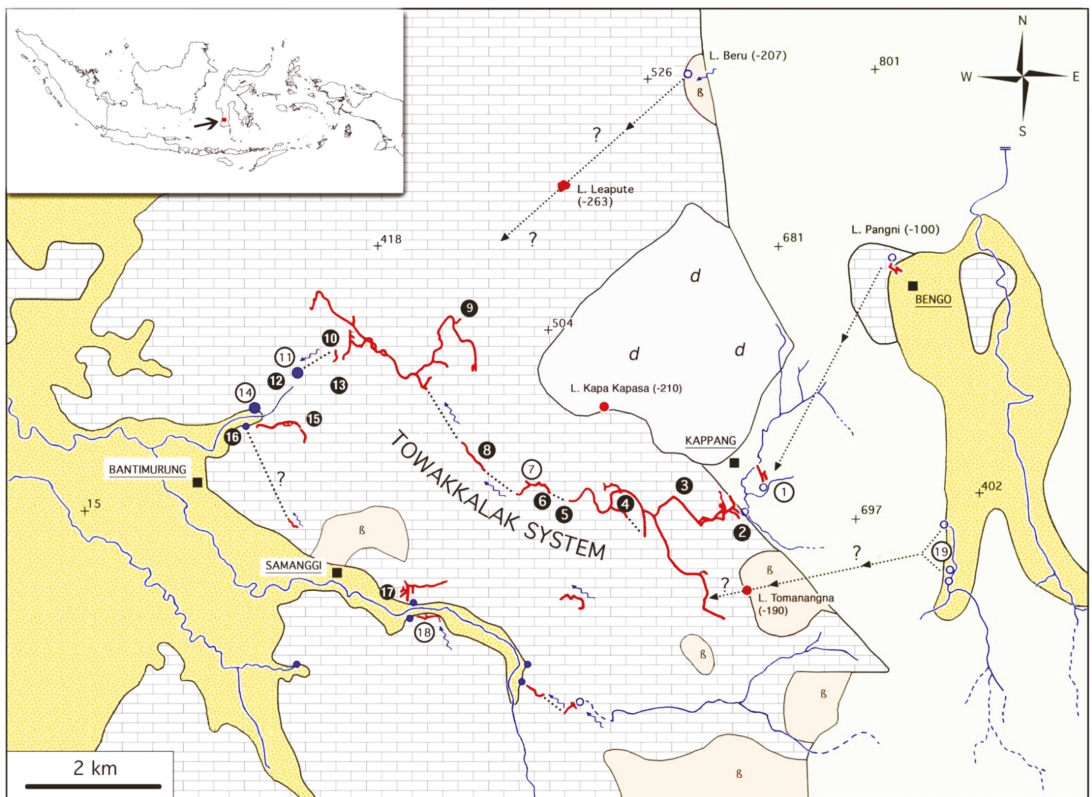 N
W E
S
L. Beru (-207)
526
801
ß
?
L. Leapute
(-263)
?
418
681
L. Pangni (-100)
BENGO
d
d
d
504
9
10
11
12
13
14
15
16
L. Kapa Kapasa (-210)
KAPPANG
BANTIMURUNG
?
8
7
6
5
4
3
2
1
402
15
TOWAKKALAK SYSTEM
697
?
19
SAMANGGI
ß
ß
?
L. Tomanangna
(-190)
17
18
ß
ß
ß
2 km